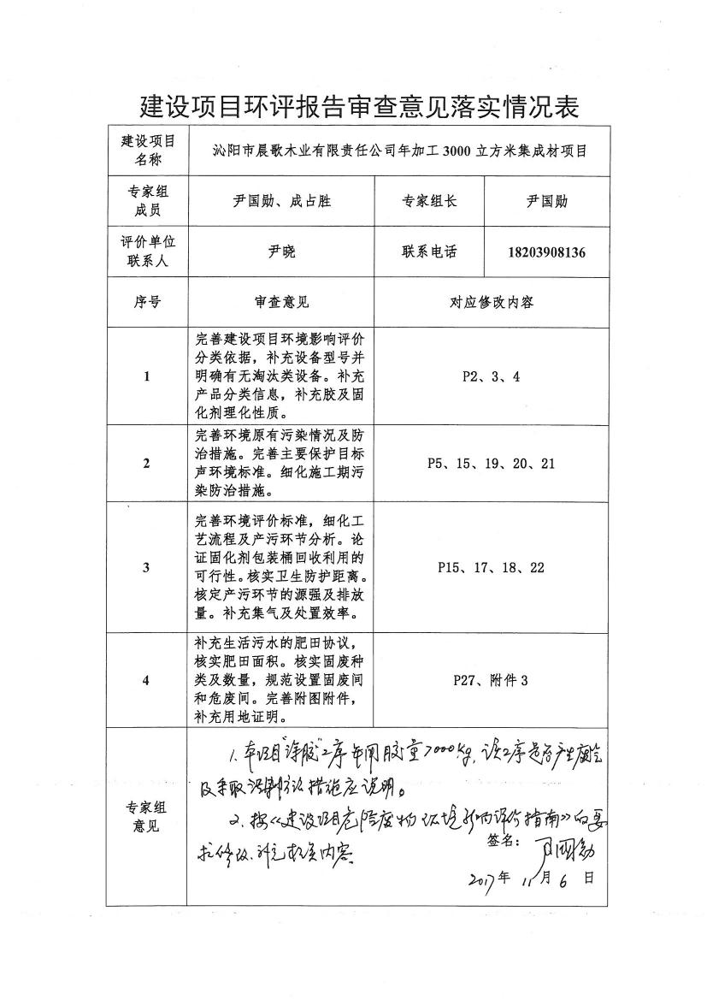 建设项目环评报告审查意见落实情况表
建设项目
名称
沁阳市晨歌木业有限责任公司年加工3000立方米集成材项目
专家组
成员
尹国勋、成占胜
专家组长
尹国勋
评价单位
联系人
尹晓
联系电话
18203908136
序号
审查意见
对应修改内容
1
完善建设项目环境影响评价
分类依据，补充设备型号并
明确有无淘汰类设备。补充
产品分类信息，补充胶及固
化剂理化性质。
P2、3、4
2
完善环境原有污染情况及防
治措施。完善主要保护目标
声环境标准。细化施工期污
染防治措施。
P5、15、19、20、21
3
完善环境评价标准，细化工
艺流程及产污环节分析。论
证固化剂包装桶回收利用的
可行性。核实卫生防护距离。
核定产污环节的源强及排放
量。补充集气及处置效率。
P15、17、18、22
4
补充生活污水的肥田协议，
核实肥田面积。核实固废种
类及数量，规范设置固废间
和危废间。完善附图附件，
补充用地证明。
P27、附件3
专家组
意见
1.本项目"涂胶"工序年用胶量7000kg，该工序是否产生废气
及采取污染防治措施应说明。
2.按《建设项目危险废物环境影响评价指南》的要
求修改、补充相关内容
签名：尹国勋
2017年11月6日